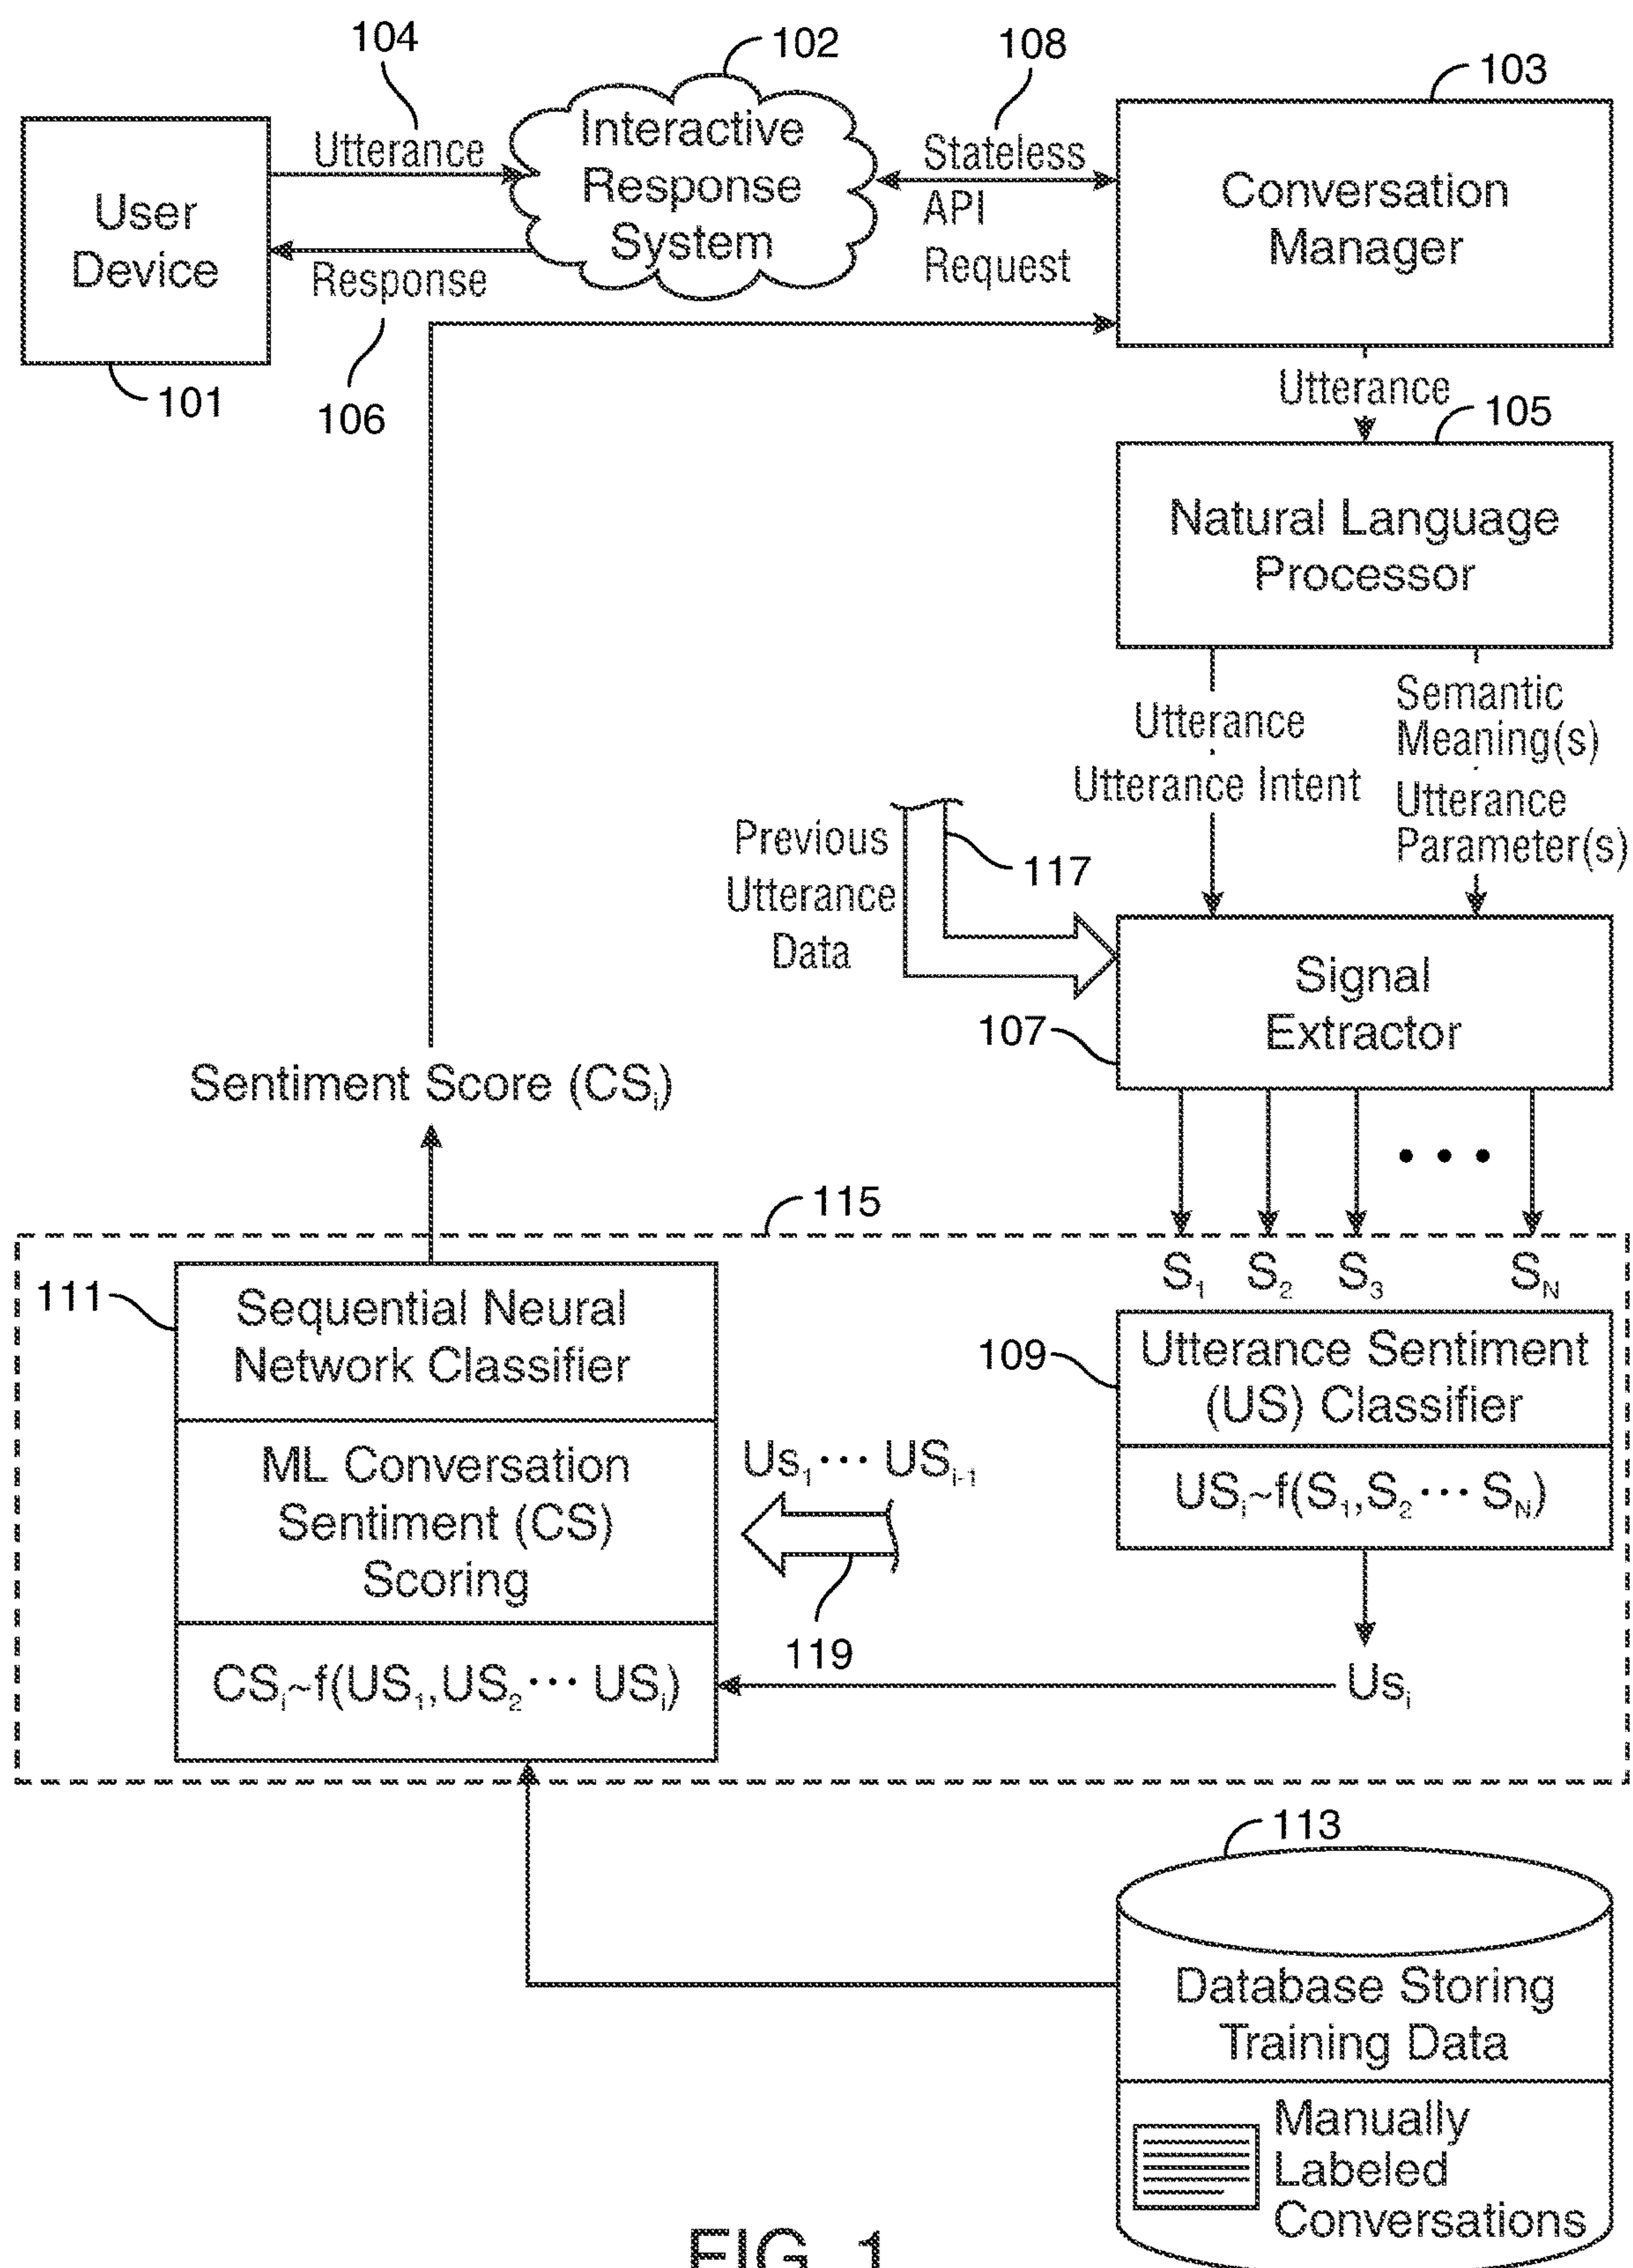 104
102
108
103
User
Device
Utterance
Response
Interactive
Response
System
Stateless
API
Request
Conversation
Manager
101
106
Utterance
105
Natural Language
Processor
Utterance
Utterance Intent
Semantic
Meaning(s)
Utterance
Parameter(s)
Previous
Utterance
Data
117
Signal
Extractor
107
Sentiment Score (CSᵢ)
115
S₁ S₂ S₃ ••• S_N
111
Sequential Neural
Network Classifier
ML Conversation
Sentiment (CS)
Scoring
CSᵢ~f(US₁,US₂••• USᵢ)
Us₁••• USᵢ₋₁
119
109
Utterance Sentiment
(US) Classifier
USᵢ~f(S₁,S₂••• S_N)
Usᵢ
113
Database Storing
Training Data
Manually
Labeled
Conversations
FIG. 1